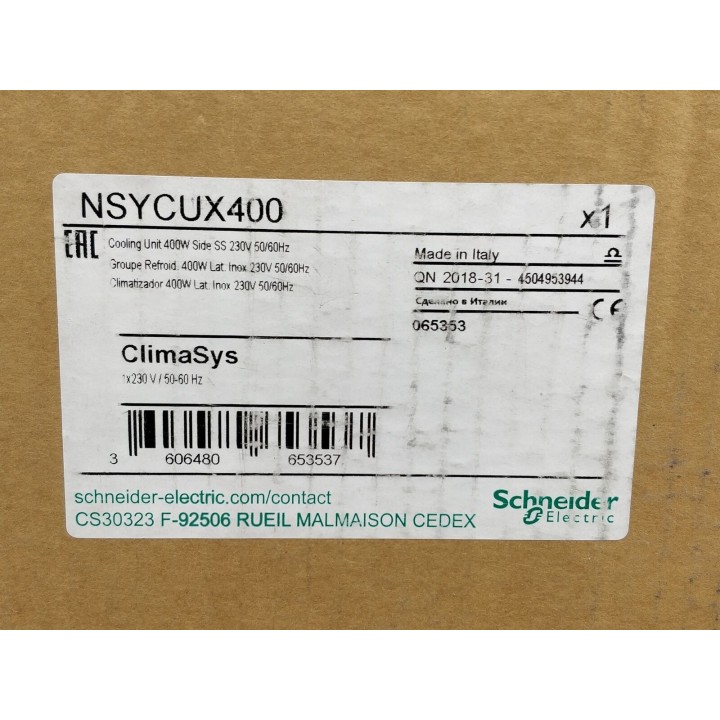 NSYCUX400
x1
EAC
Cooling Unit 400W Side SS 230V 50/60Hz
Groupe Refroid. 400W Lat. Inox 230V 50/60Hz
Climatizador 400W Lat. Inox 230V 50/60Hz
Made in Italy
QN 2018-31 - 4504953944
Сделано в Италии
CE
065353
ClimaSys
1x230 V / 50-60 Hz
3 606480 653537
schneider-electric.com/contact
CS30323 F-92506 RUEIL MALMAISON CEDEX
Schneider
Electric